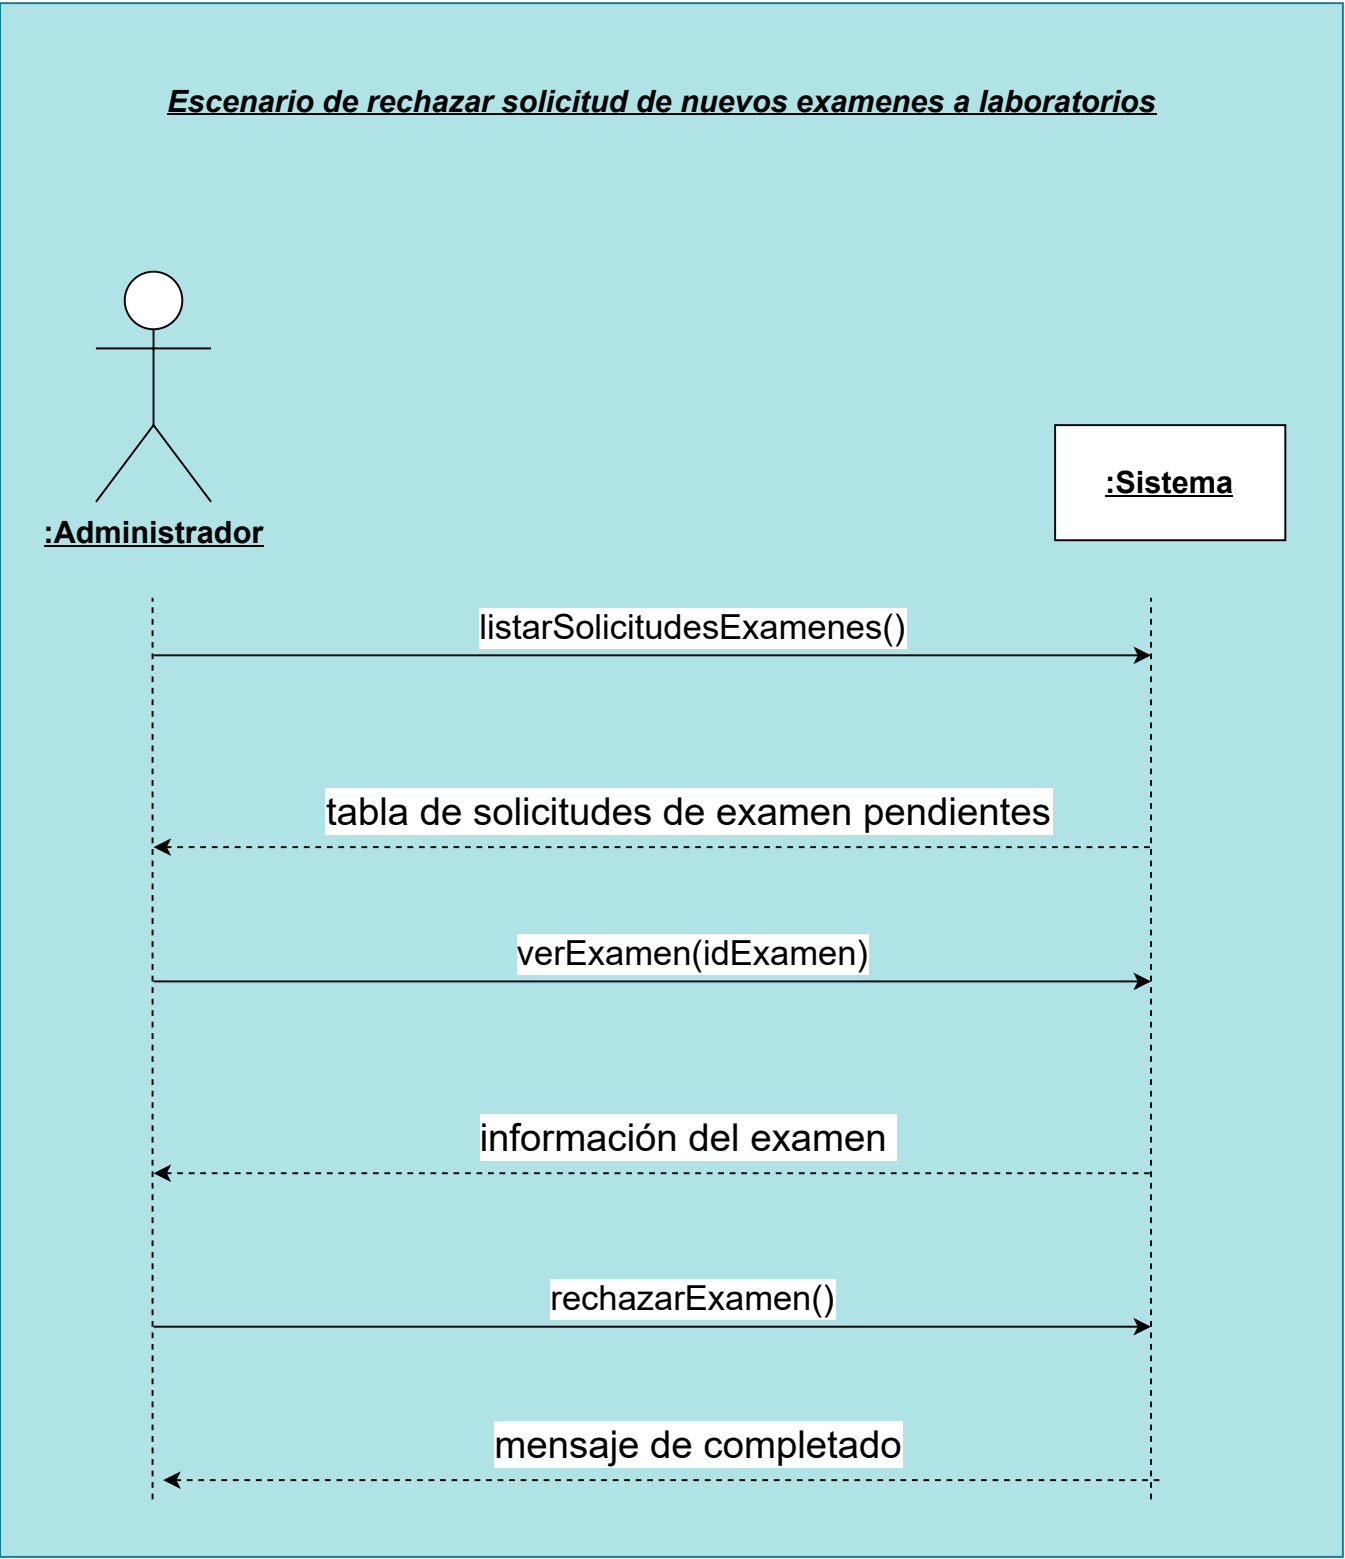 Escenario de rechazar solicitud de nuevos examenes a laboratorios
:Sistema
:Administrador
listarSolicitudesExamenes()
tabla de solicitudes de examen pendientes
verExamen(idExamen)
información del examen
rechazarExamen()
mensaje de completado